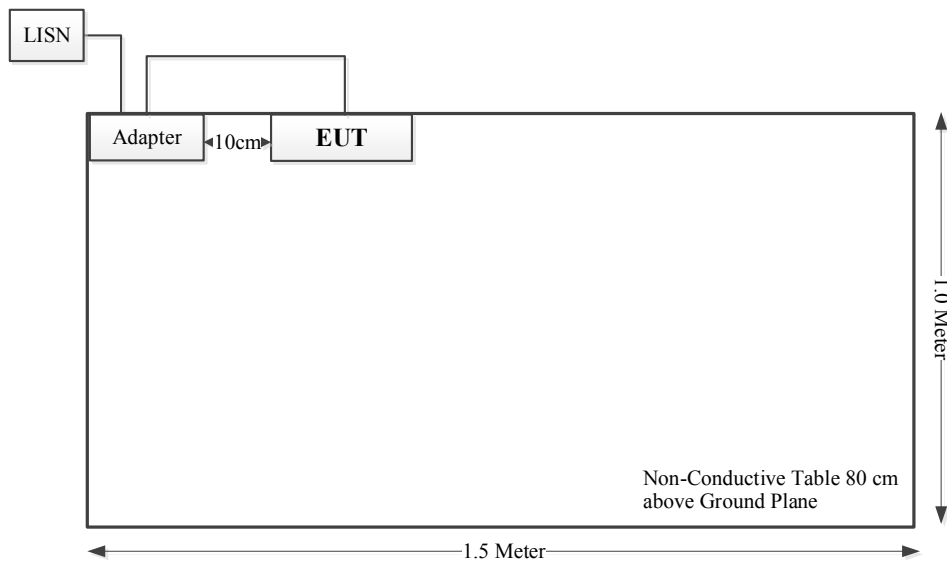 LISN
Adapter
10cm
EUT
1.0 Meter
Non-Conductive Table 80 cm
above Ground Plane
1.5 Meter